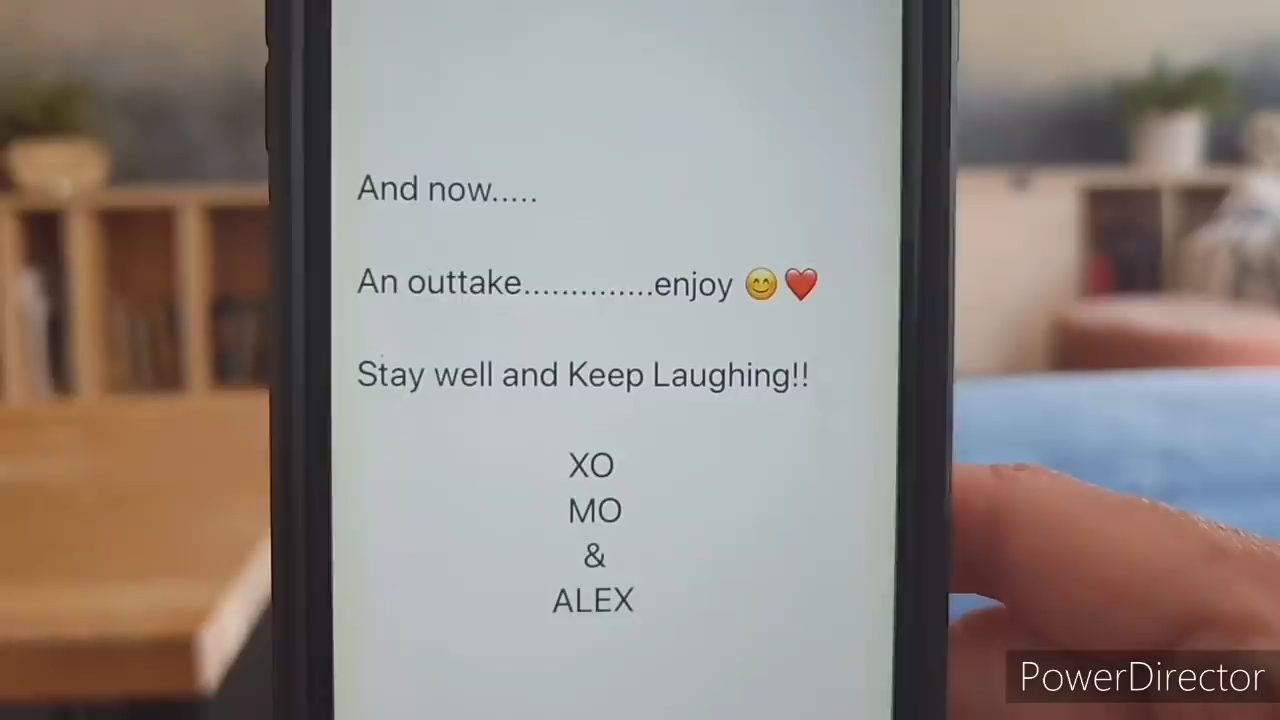 And now.....
An outtake..............enjoy 😊❤️
Stay well and Keep Laughing!!
XO
MO
&
ALEX
PowerDirector